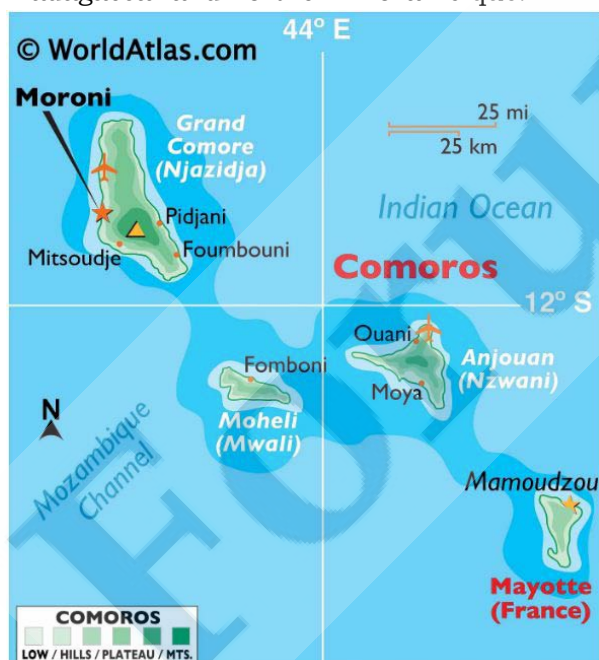 © WorldAtlas.com
44° E
Moroni
Grand
Comore
(Njazidja)
25 mi
25 km
Indian Ocean
Pidjani
Mitsoudje
Foumbouni
Comoros
12° S
Ouani
Anjouan
(Nzwani)
Fomboni
Moya
Moheli
(Mwali)
N
Mozambique
Channel
Mamoudzou
Mayotte
(France)
COMOROS
LOW / HILLS / PLATEAU / MTS.